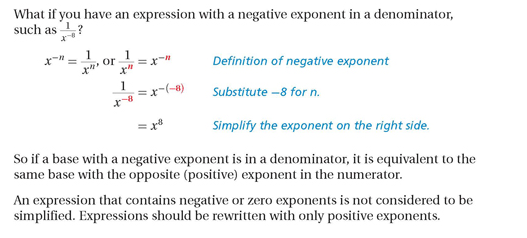 What if you have an expression with a negative exponent in a denominator,
such as 1/x⁻⁸?
x⁻ⁿ = 1/xⁿ, or 1/xⁿ = x⁻ⁿ Definition of negative exponent
1/x⁻⁸ = x⁻⁽⁻⁸⁾ Substitute −8 for n.
= x⁸ Simplify the exponent on the right side.
So if a base with a negative exponent is in a denominator, it is equivalent to the
same base with the opposite (positive) exponent in the numerator.
An expression that contains negative or zero exponents is not considered to be
simplified. Expressions should be rewritten with only positive exponents.